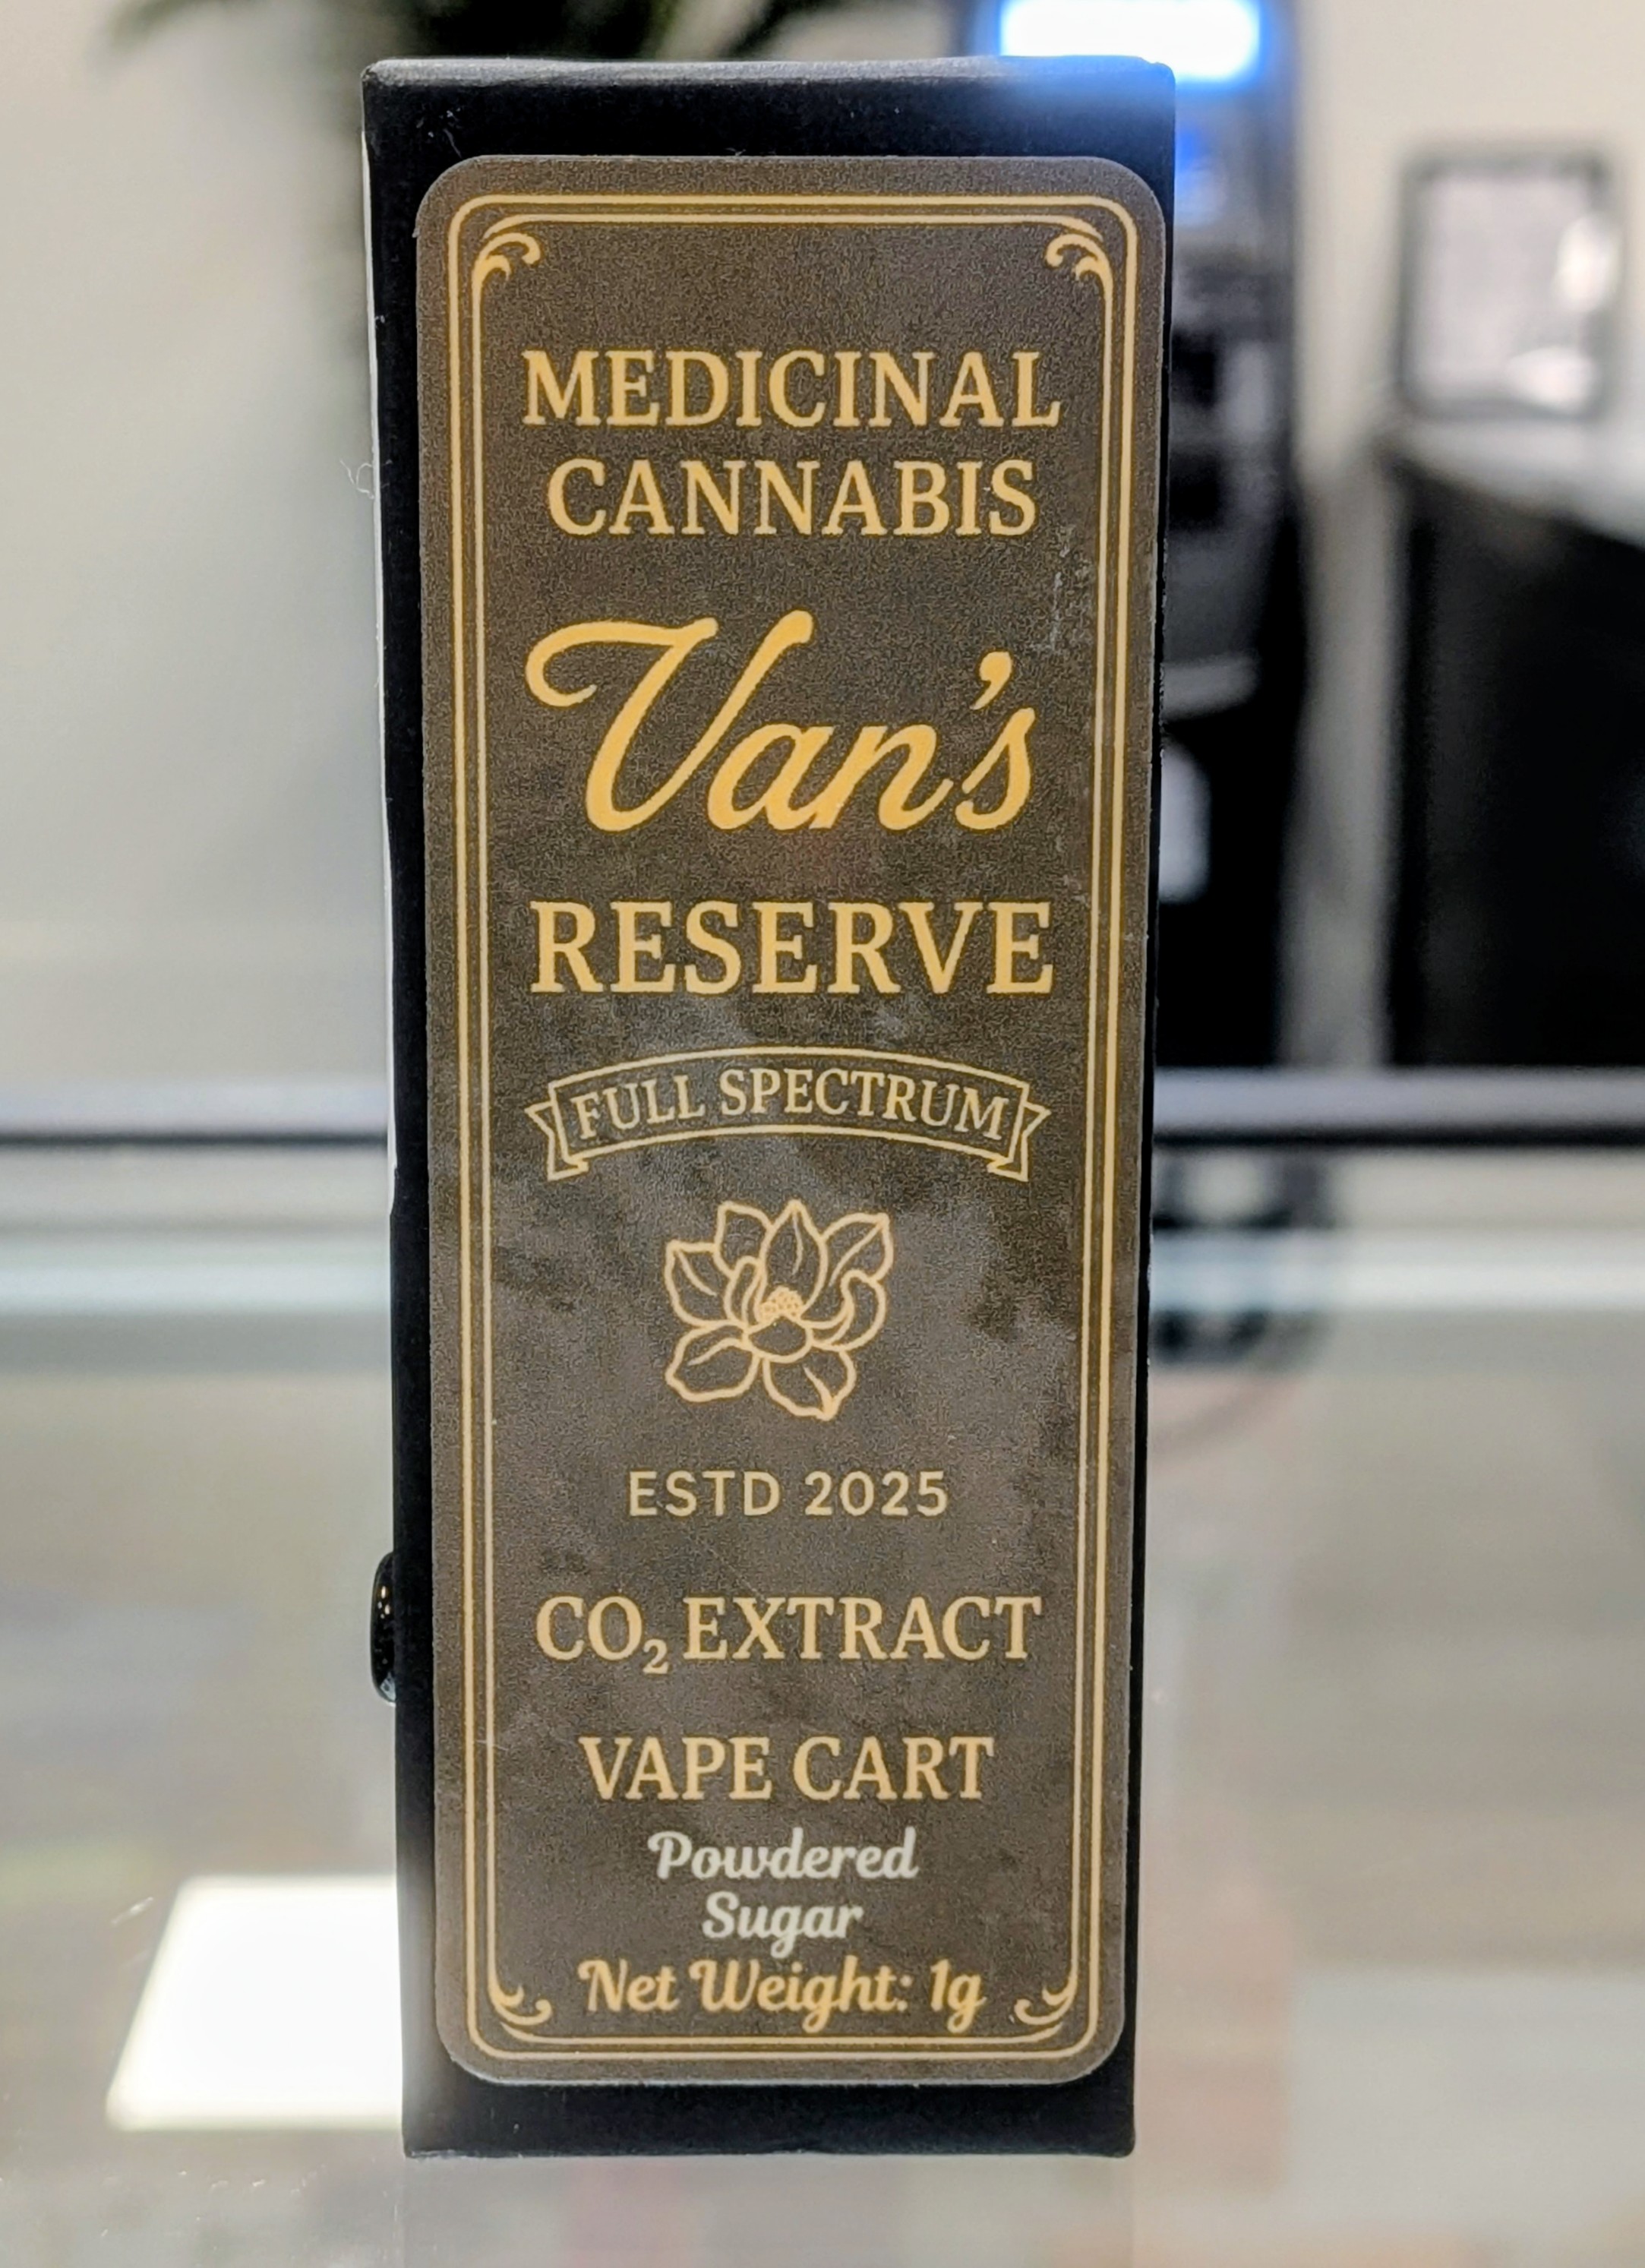 MEDICINAL
CANNABIS
Van's
RESERVE
FULL SPECTRUM
ESTD 2025
CO₂ EXTRACT
VAPE CART
Powdered
Sugar
Net Weight: 1g